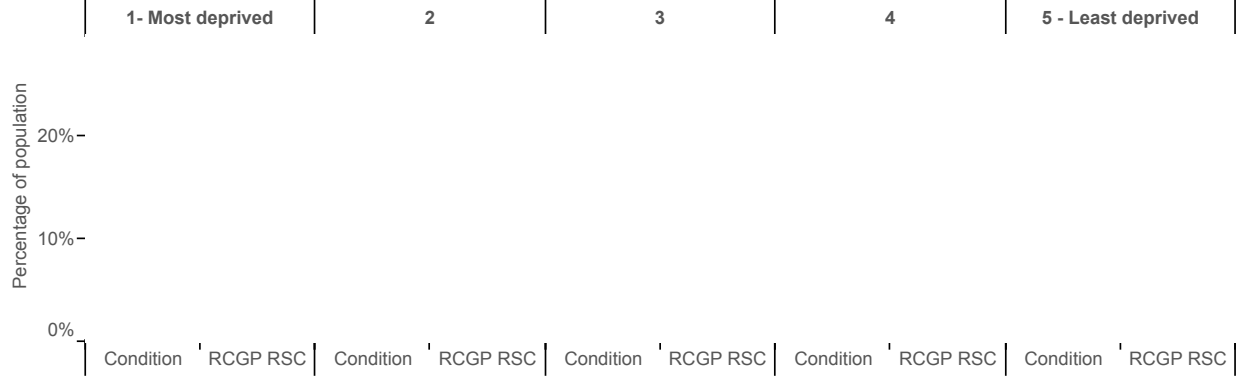 1- Most deprived 2 3 4 5 - Least deprived
Percentage of population
20%
10%
0%
Condition RCGP RSC Condition RCGP RSC Condition RCGP RSC Condition RCGP RSC Condition RCGP RSC